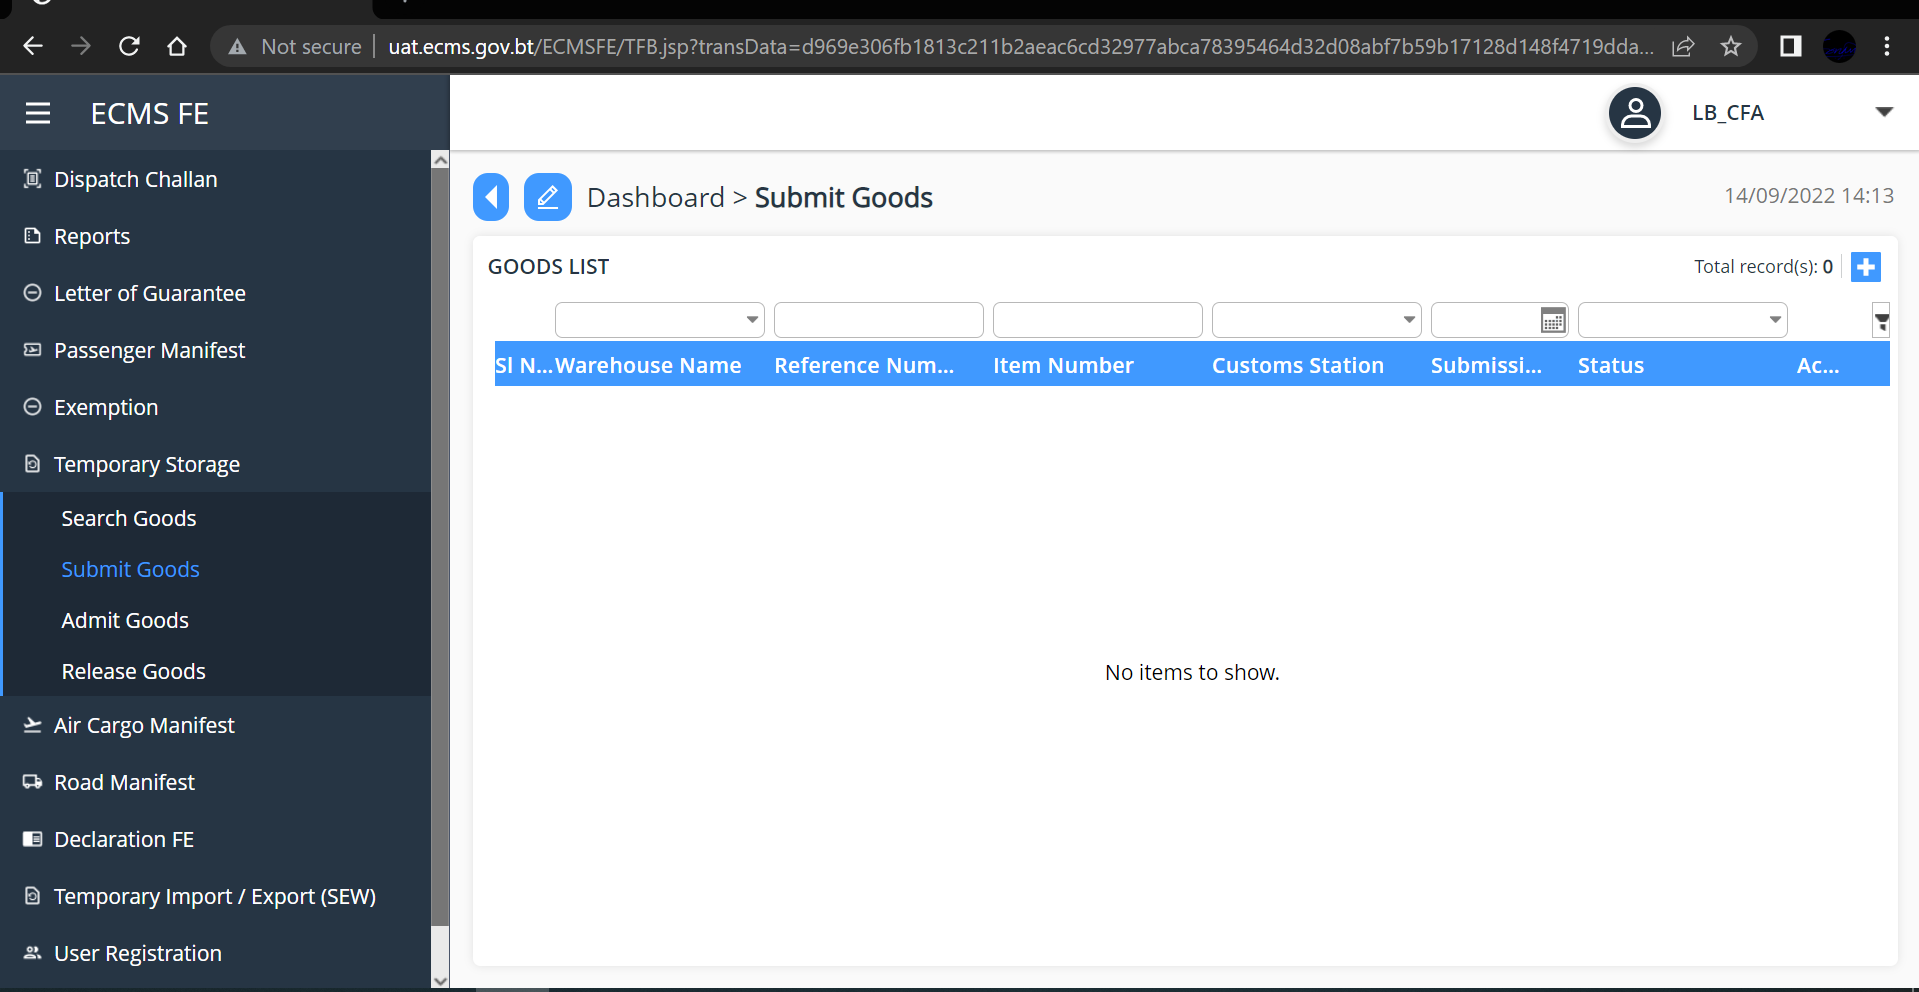 Not secure
uat.ecms.gov.bt/ECMSFE/TFB.jsp?transData=d969e306fb1813c211b2aeac6cd32977abca78395464d32d08abf7b59b17128d148f4719dda...
ECMS FE
LB_CFA
Dispatch Challan
Reports
Letter of Guarantee
Passenger Manifest
Exemption
Temporary Storage
Search Goods
Submit Goods
Admit Goods
Release Goods
Air Cargo Manifest
Road Manifest
Declaration FE
Temporary Import / Export (SEW)
User Registration
Dashboard > Submit Goods
14/09/2022 14:13
GOODS LIST
Total record(s): 0
Sl N... Warehouse Name Reference Num... Item Number Customs Station Submissi... Status Ac...
No items to show.